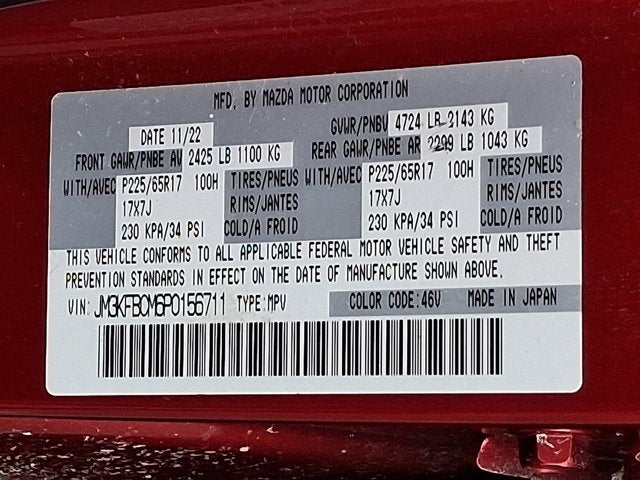 MFD. BY MAZDA MOTOR CORPORATION
DATE 11/22 GVWR/PNBV 4724 LB 2143 KG
FRONT GAWR/PNBE AV 2425 LB 1100 KG REAR GAWR/PNBE AR 2299 LB 1043 KG
WITH/AVEC P225/65R17 100H TIRES/PNEUS WITH/AVEC P225/65R17 100H TIRES/PNEUS
17X7J RIMS/JANTES 17X7J RIMS/JANTES
230 KPA/34 PSI COLD/A FROID 230 KPA/34 PSI COLD/A FROID
THIS VEHICLE CONFORMS TO ALL APPLICABLE FEDERAL MOTOR VEHICLE SAFETY AND THEFT
PREVENTION STANDARDS IN EFFECT ON THE DATE OF MANUFACTURE SHOWN ABOVE.
VIN: JM3KFBCM6P0156711 TYPE:MPV COLOR CODE:46V MADE IN JAPAN